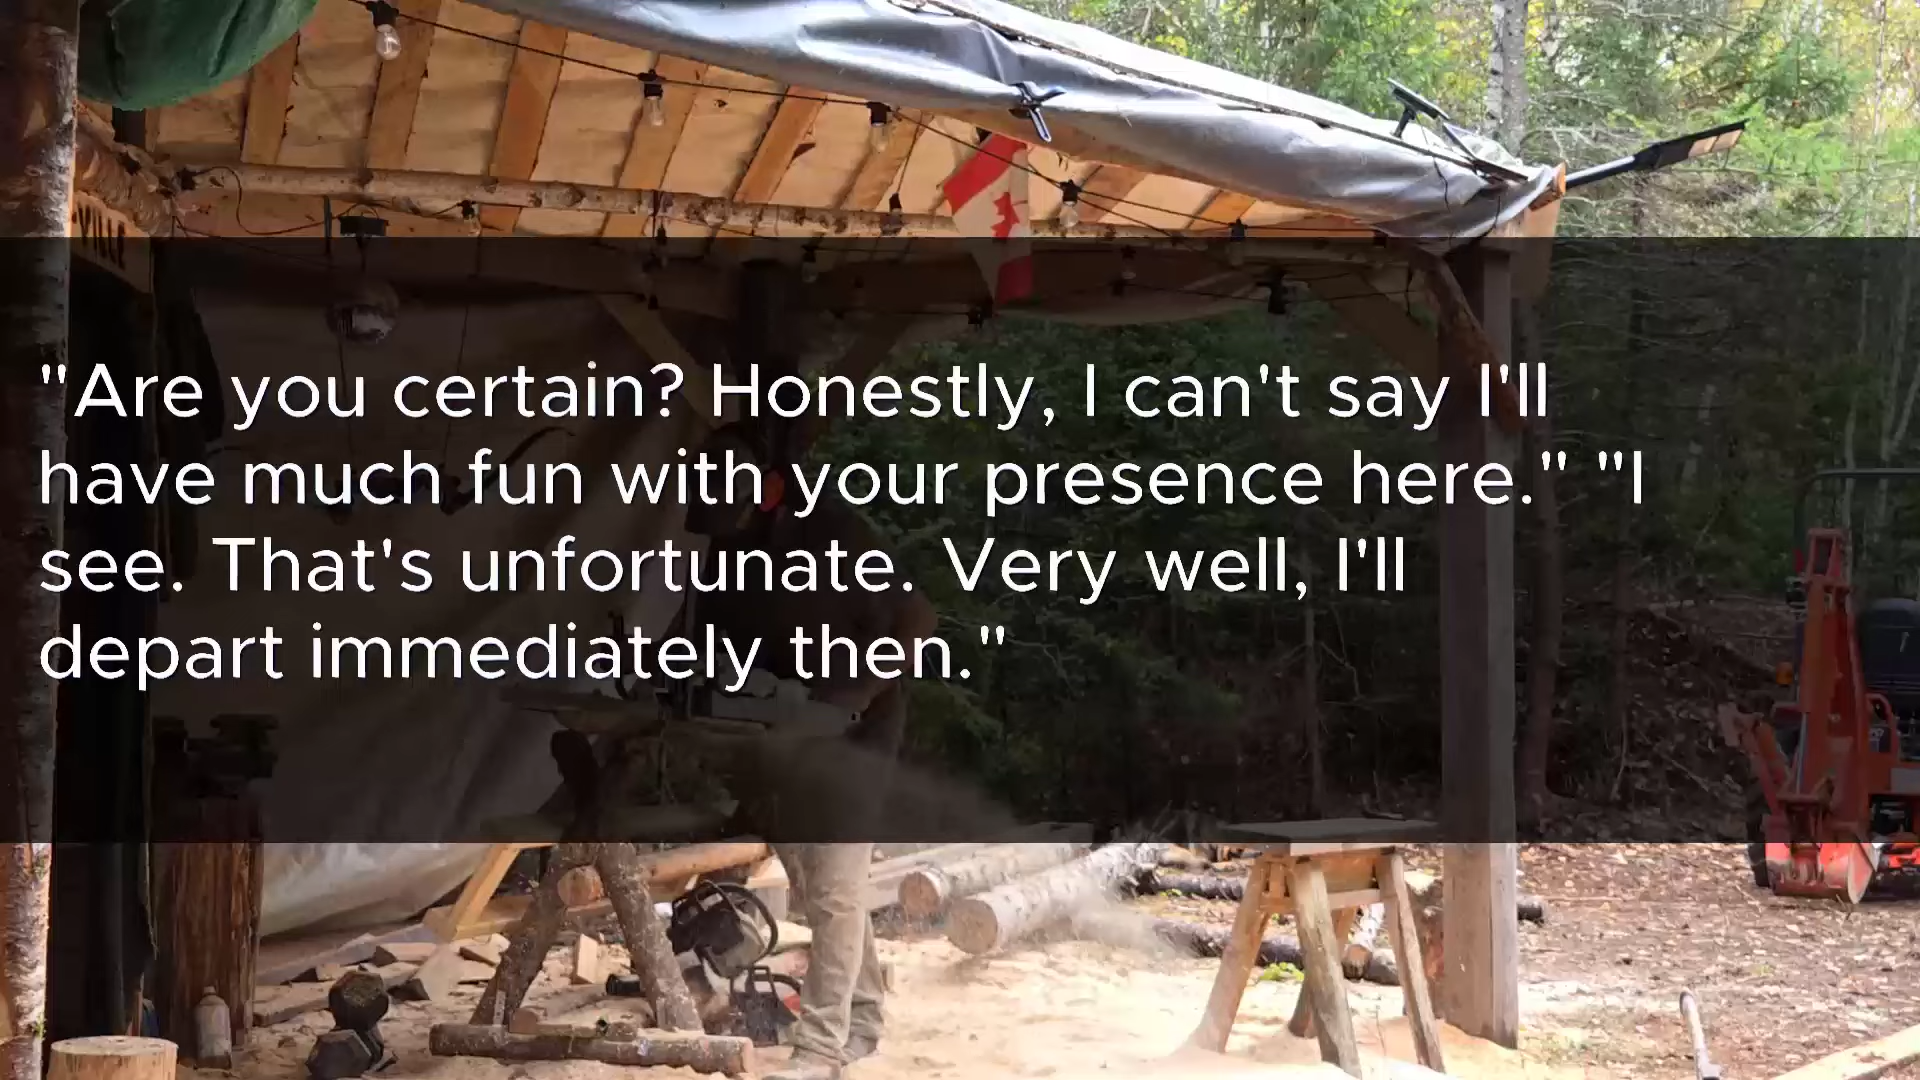 VILLE
"Are you certain? Honestly, I can't say I'll
have much fun with your presence here." "I
see. That's unfortunate. Very well, I'll
depart immediately then."